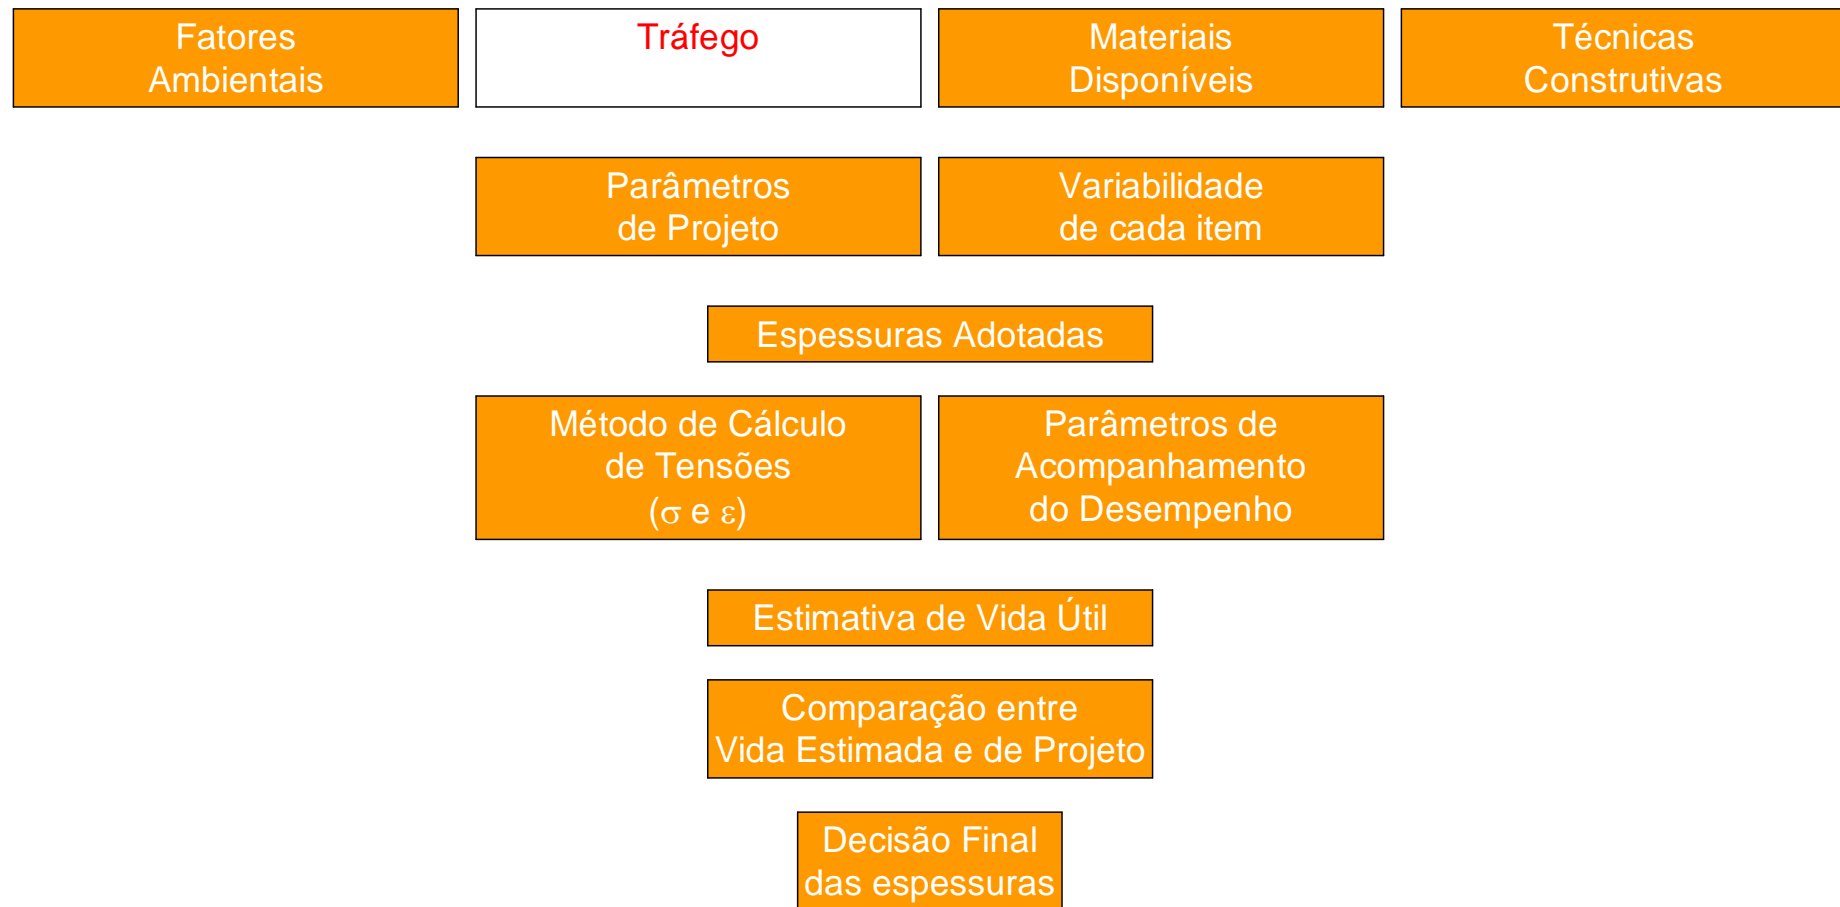 Fatores
Ambientais
Tráfego
Materiais
Disponíveis
Técnicas
Construtivas
Parâmetros
de Projeto
Variabilidade
de cada item
Espessuras Adotadas
Método de Cálculo
de Tensões
(σ e ε)
Parâmetros de
Acompanhamento
do Desempenho
Estimativa de Vida Útil
Comparação entre
Vida Estimada e de Projeto
Decisão Final
das espessuras